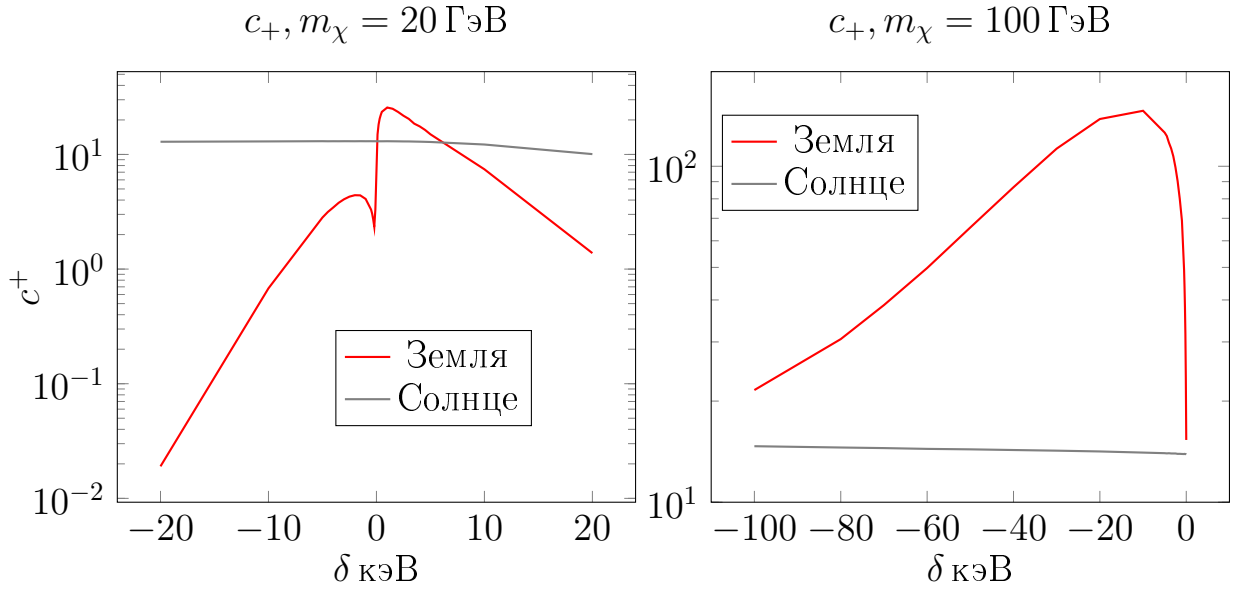 c₊, m_χ = 20 ГэВ
10¹
10⁰
10⁻¹
10⁻²
c⁺
Земля
Солнце
−20 −10 0 10 20
δ кэВ
c₊, m_χ = 100 ГэВ
Земля
Солнце
10²
10¹
−100 −80 −60 −40 −20 0
δ кэВ